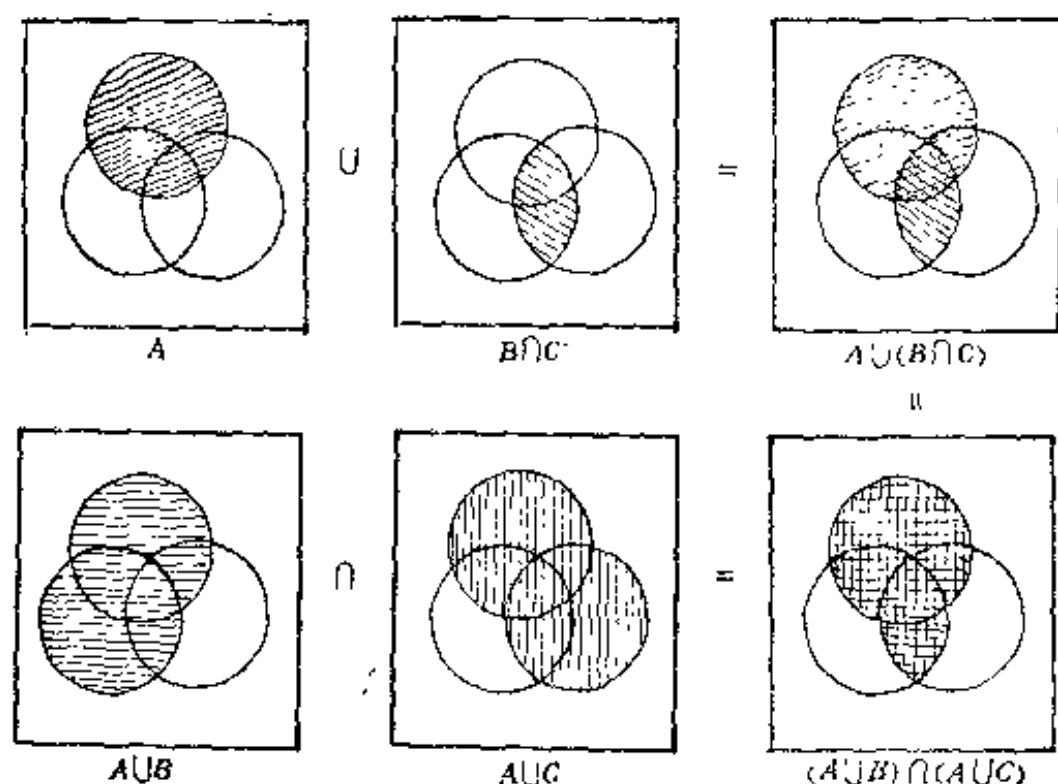 ∪ =
A B∩C A∪(B∩C)
=
∩ =
A∪B A∪C (A∪B)∩(A∪C)